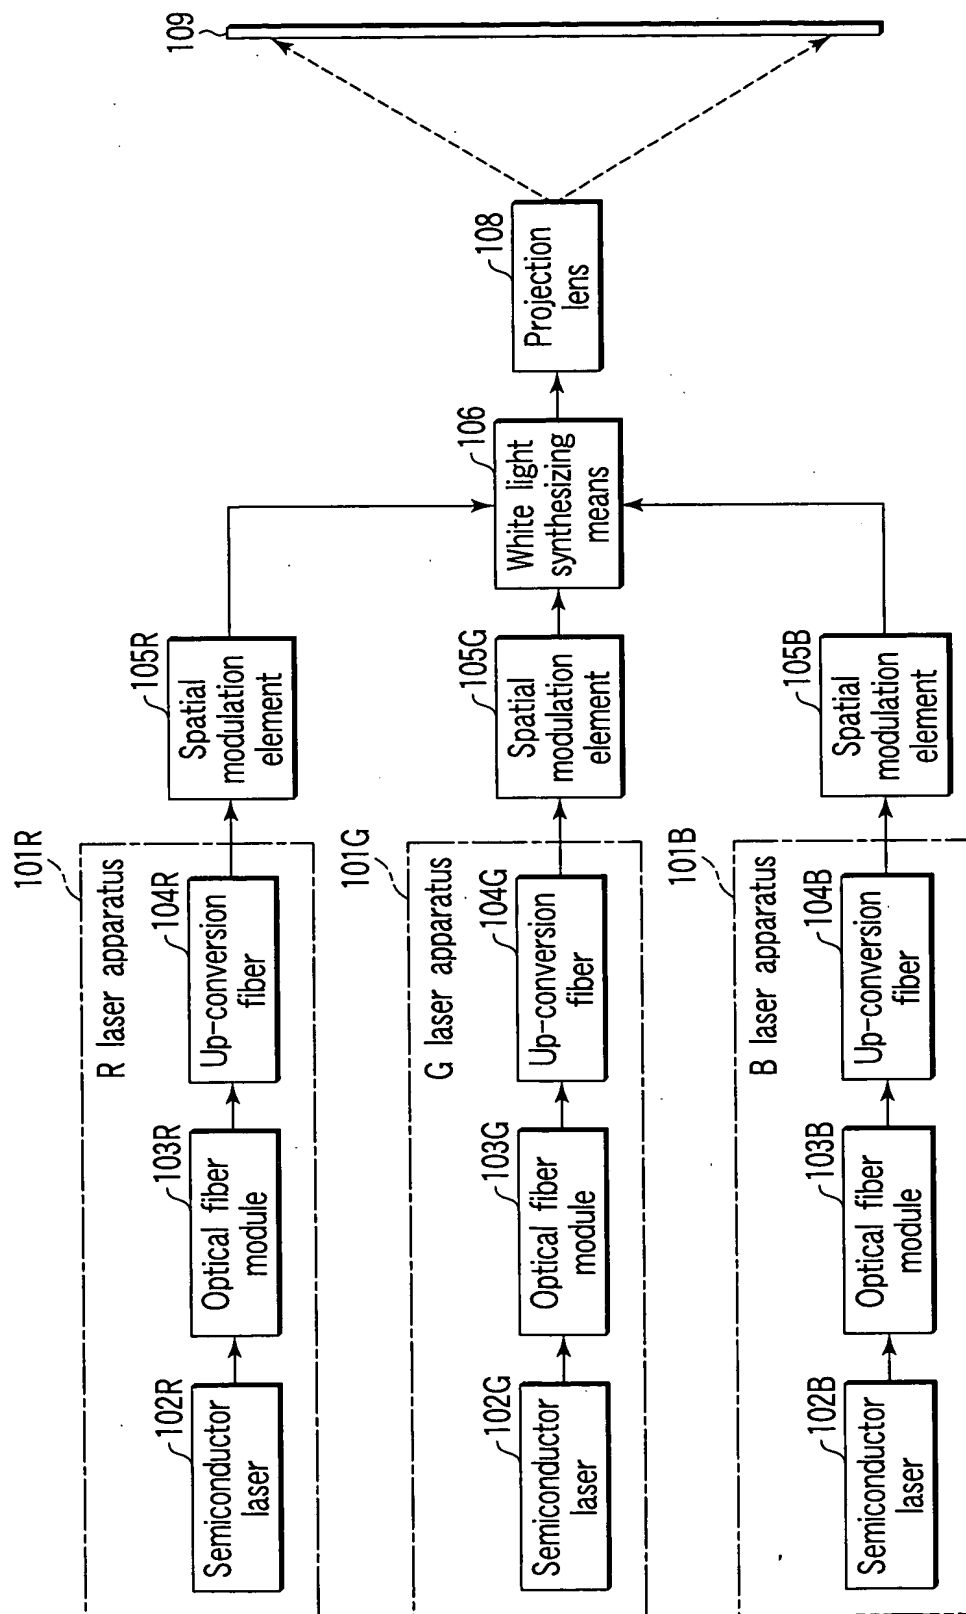 101R
R laser apparatus
102R
Semiconductor
laser
103R
Optical fiber
module
104R
Up-conversion
fiber
105R
Spatial
modulation
element
101G
G laser apparatus
102G
Semiconductor
laser
103G
Optical fiber
module
104G
Up-conversion
fiber
105G
Spatial
modulation
element
106
White light
synthesizing
means
108
Projection
lens
109
101B
B laser apparatus
102B
Semiconductor
laser
103B
Optical fiber
module
104B
Up-conversion
fiber
105B
Spatial
modulation
element